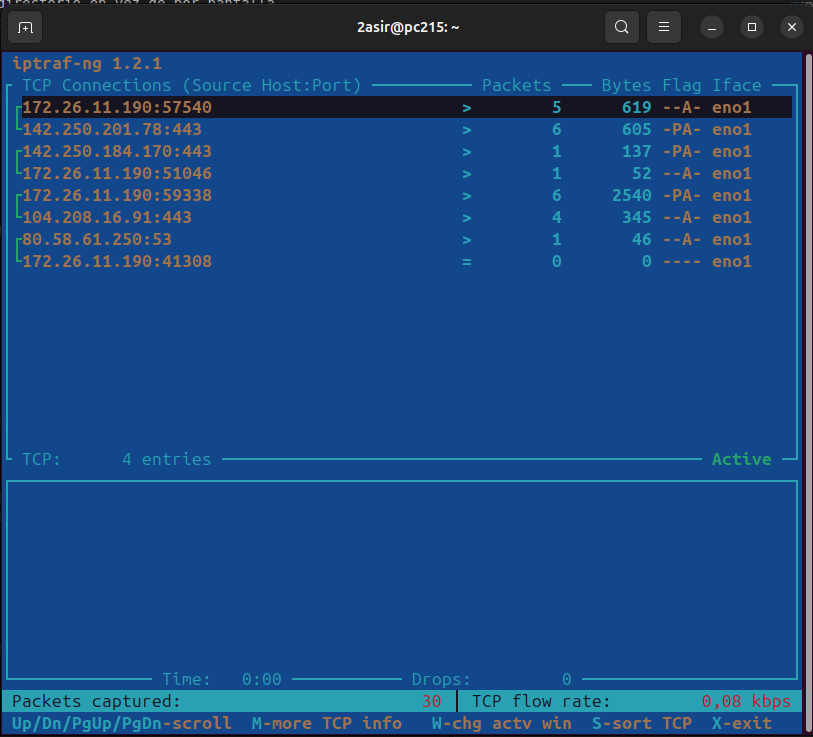 directorio en vez de por pantalla
2asir@pc215: ~
iptraf-ng 1.2.1
TCP Connections (Source Host:Port) Packets Bytes Flag Iface
172.26.11.190:57540 > 5 619 --A- eno1
142.250.201.78:443 > 6 605 -PA- eno1
142.250.184.170:443 > 1 137 -PA- eno1
172.26.11.190:51046 > 1 52 --A- eno1
172.26.11.190:59338 > 6 2540 -PA- eno1
104.208.16.91:443 > 4 345 --A- eno1
80.58.61.250:53 > 1 46 --A- eno1
172.26.11.190:41308 = 0 0 ---- eno1
TCP: 4 entries Active
Time: 0:00 Drops: 0
Packets captured: 30 TCP flow rate: 0,08 kbps
Up/Dn/PgUp/PgDn-scroll M-more TCP info W-chg actv win S-sort TCP X-exit